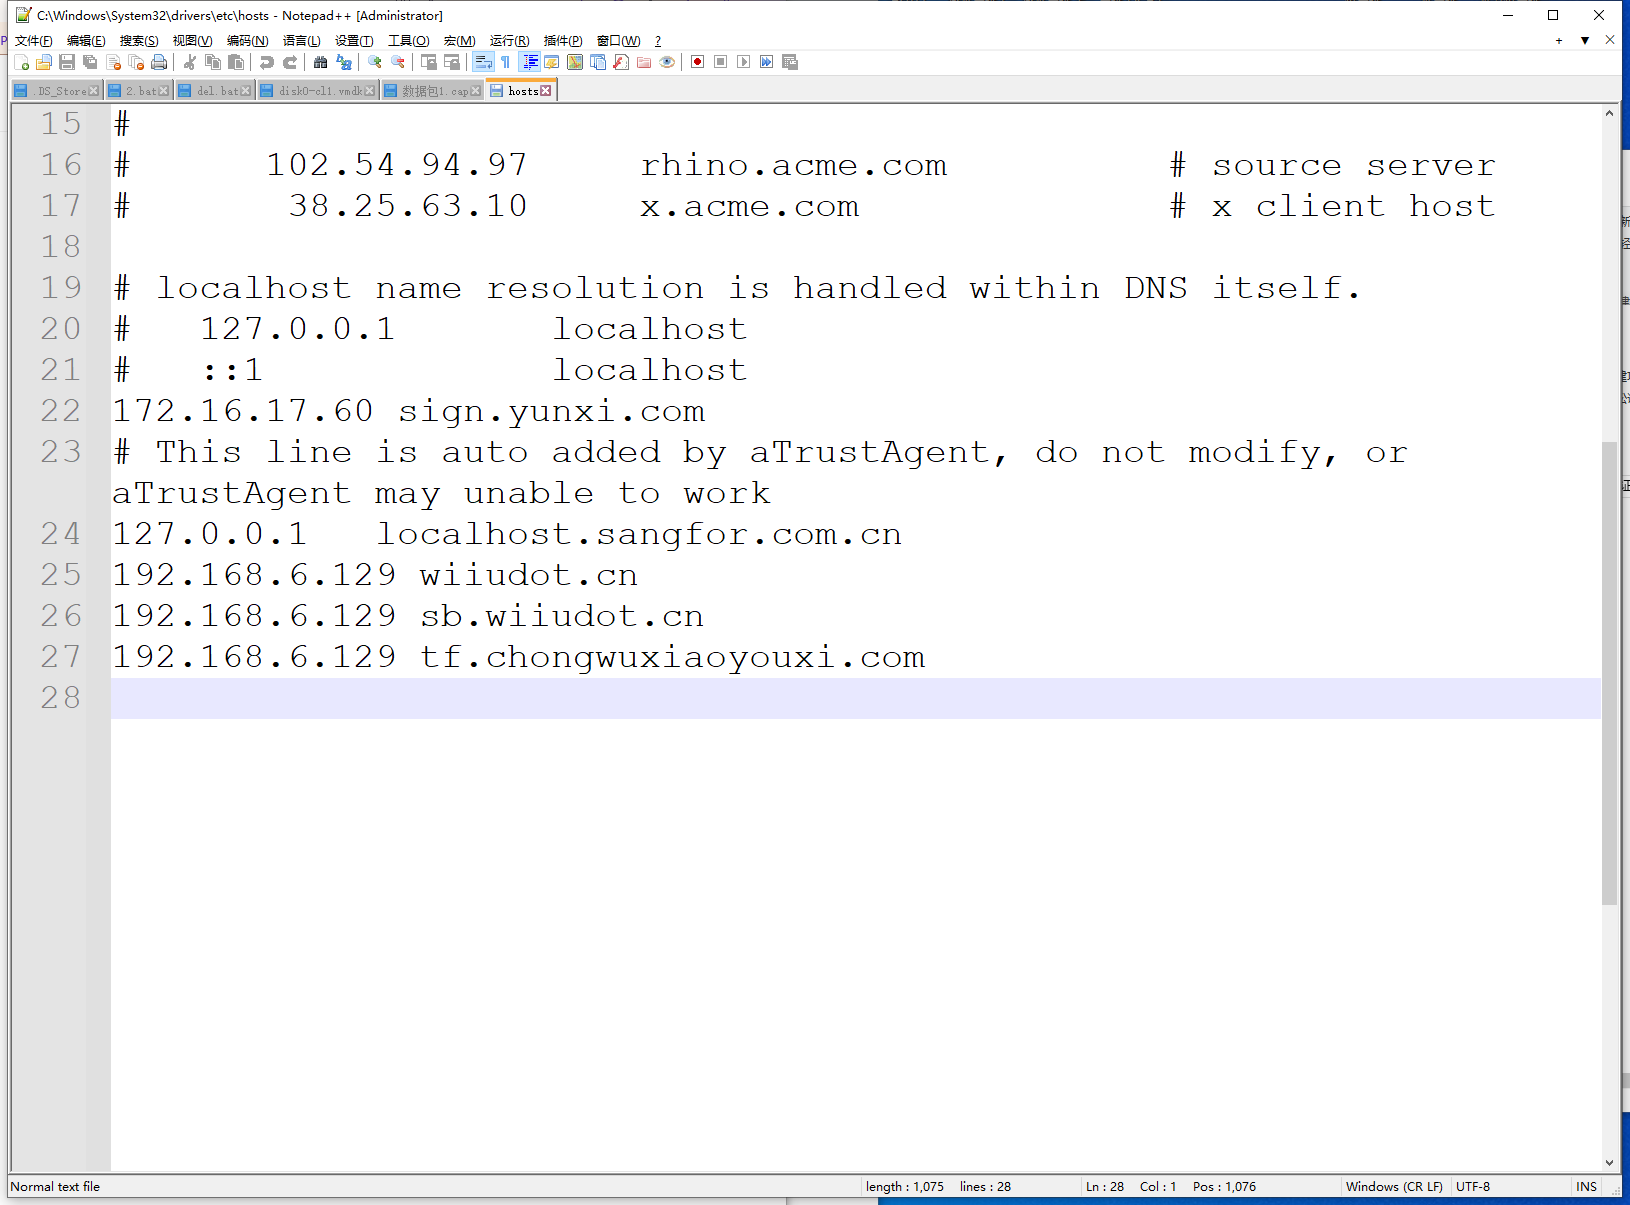 C:\Windows\System32\drivers\etc\hosts - Notepad++ [Administrator]
文件(F) 编辑(E) 搜索(S) 视图(V) 编码(N) 语言(L) 设置(T) 工具(O) 宏(M) 运行(R) 插件(P) 窗口(W) ?
.DS_Store 2.bat del.bat disk0-cl1.vmdk 数据包1.cap hosts
15 #
16 # 102.54.94.97 rhino.acme.com # source server
17 # 38.25.63.10 x.acme.com # x client host
18
19 # localhost name resolution is handled within DNS itself.
20 # 127.0.0.1 localhost
21 # ::1 localhost
22 172.16.17.60 sign.yunxi.com
23 # This line is auto added by aTrustAgent, do not modify, or
aTrustAgent may unable to work
24 127.0.0.1 localhost.sangfor.com.cn
25 192.168.6.129 wiiudot.cn
26 192.168.6.129 sb.wiiudot.cn
27 192.168.6.129 tf.chongwuxiaoyouxi.com
28
Normal text file length : 1,075 lines : 28 Ln : 28 Col : 1 Pos : 1,076 Windows (CR LF) UTF-8 INS